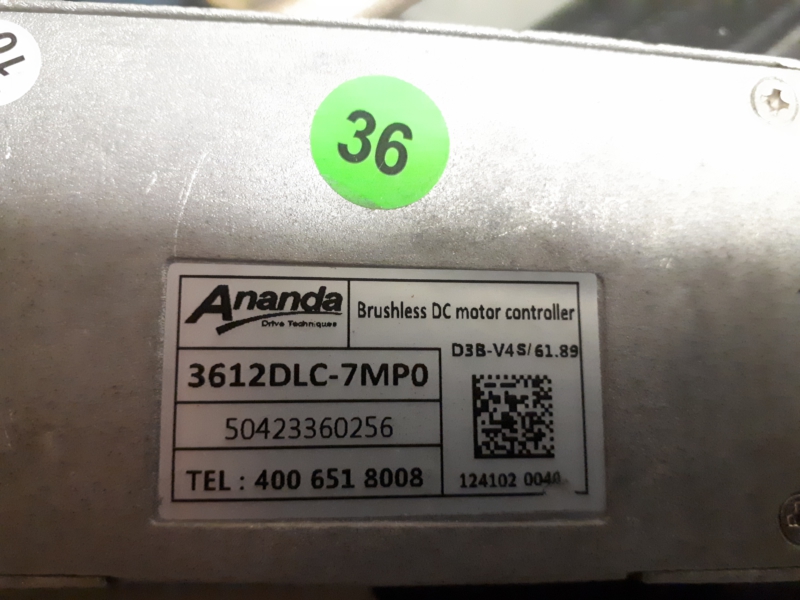 36
Ananda
Drive Techniques
Brushless DC motor controller
D3B-V4S/61.89
3612DLC-7MP0
50423360256
TEL : 400 651 8008
124102